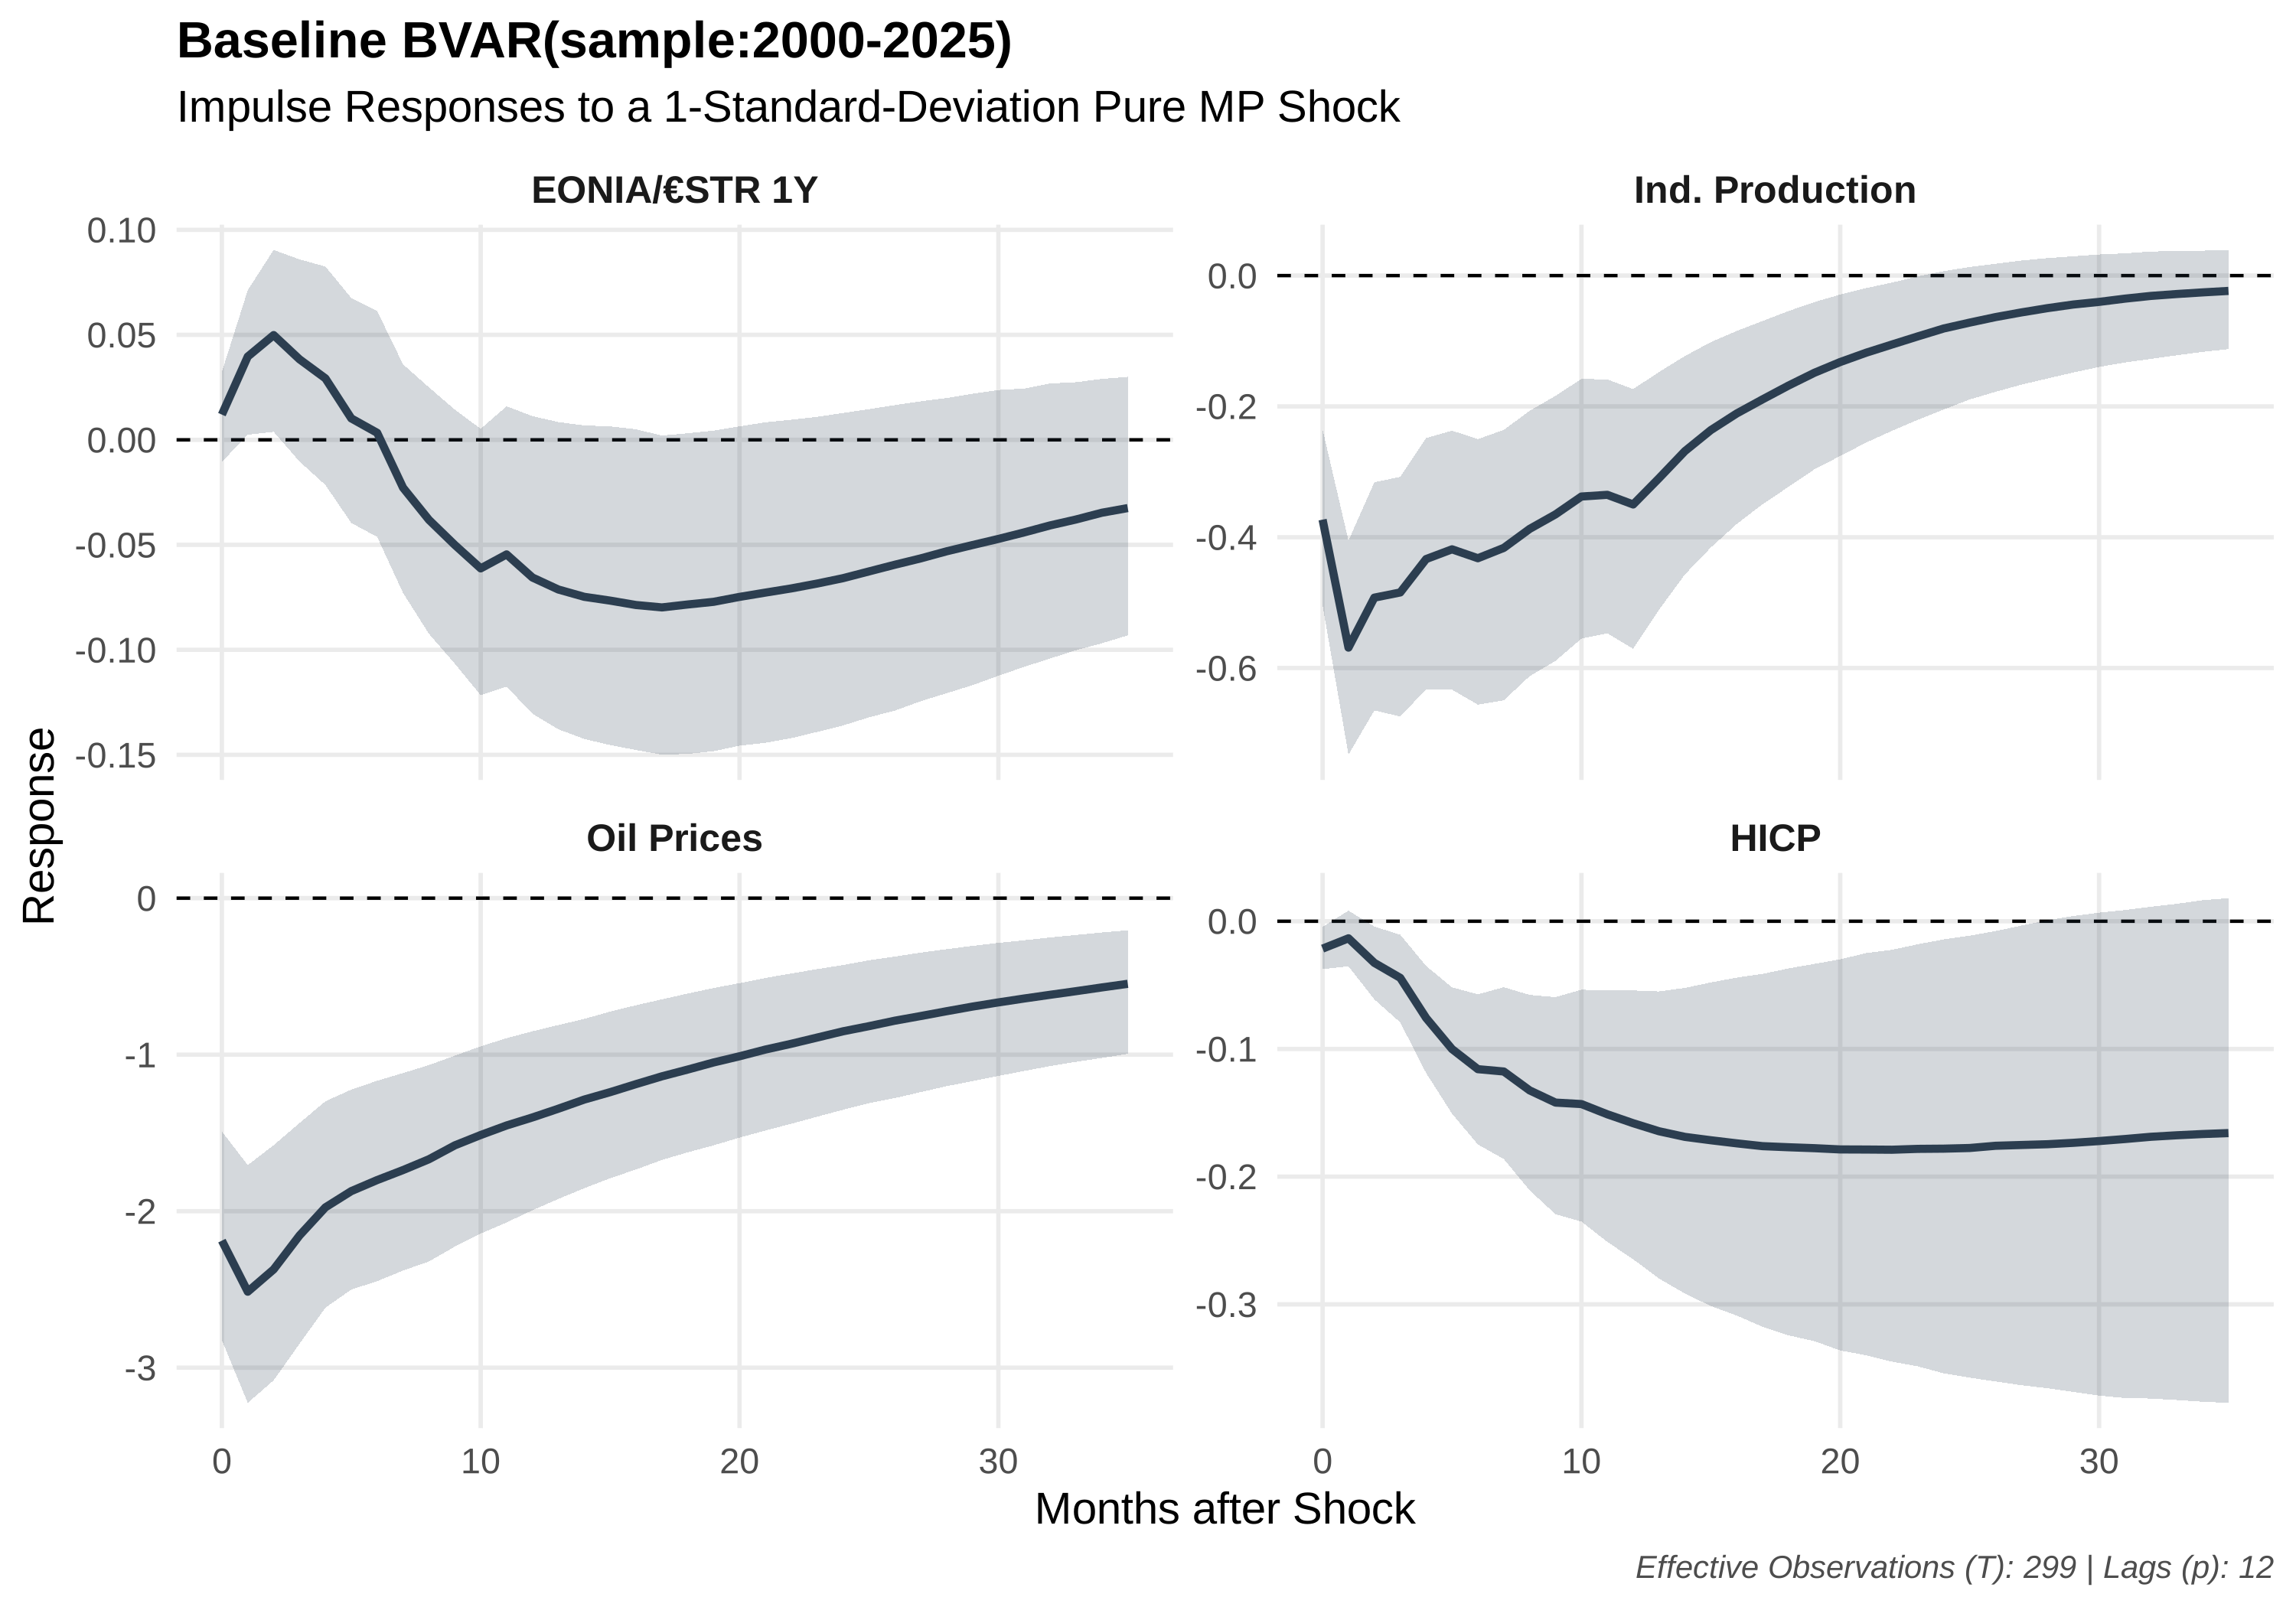 Baseline BVAR(sample:2000-2025)
Impulse Responses to a 1-Standard-Deviation Pure MP Shock
EONIA/€STR 1Y
0.10
0.05
0.00
-0.05
-0.10
-0.15
Ind. Production
0.0
-0.2
-0.4
-0.6
Response
Oil Prices
0
-1
-2
-3
0 10 20 30
HICP
0.0
-0.1
-0.2
-0.3
0 10 20 30
Months after Shock
Effective Observations (T): 299 | Lags (p): 12